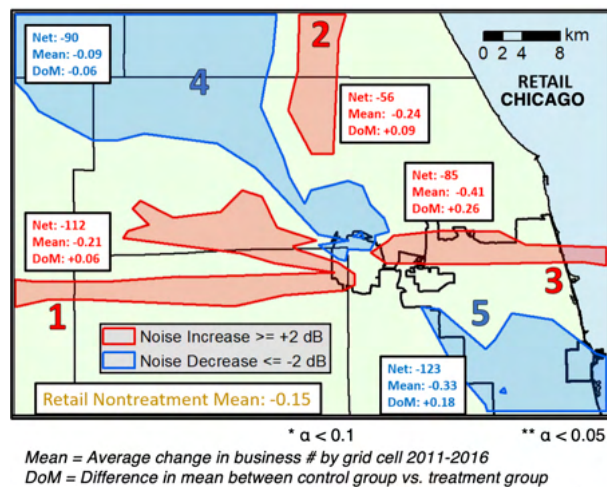 Net: -90
Mean: -0.09
DoM: -0.06
4
2
0 2 4 8
km
RETAIL
CHICAGO
Net: -56
Mean: -0.24
DoM: +0.09
Net: -85
Mean: -0.41
DoM: +0.26
Net: -112
Mean: -0.21
DoM: +0.06
1
3
5
Noise Increase >= +2 dB
Noise Decrease <= -2 dB
Net: -123
Mean: -0.33
DoM: +0.18
Retail Nontreatment Mean: -0.15
* α < 0.1 ** α < 0.05
Mean = Average change in business # by grid cell 2011-2016
DoM = Difference in mean between control group vs. treatment group